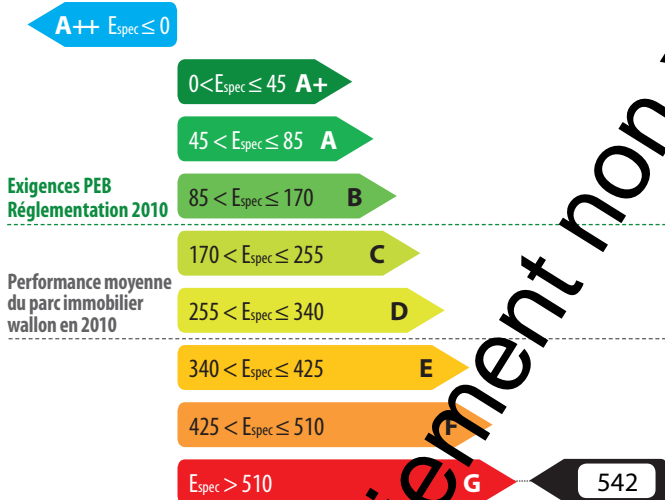 A++ Espec ≤ 0
0<Espec ≤ 45 A+
45 < Espec ≤ 85 A
Exigences PEB
Réglementation 2010
85 < Espec ≤ 170 B
170 < Espec ≤ 255 C
Performance moyenne
du parc immobilier
wallon en 2010
255 < Espec ≤ 340 D
340 < Espec ≤ 425 E
425 < Espec ≤ 510 F
Espec > 510 G
542
non